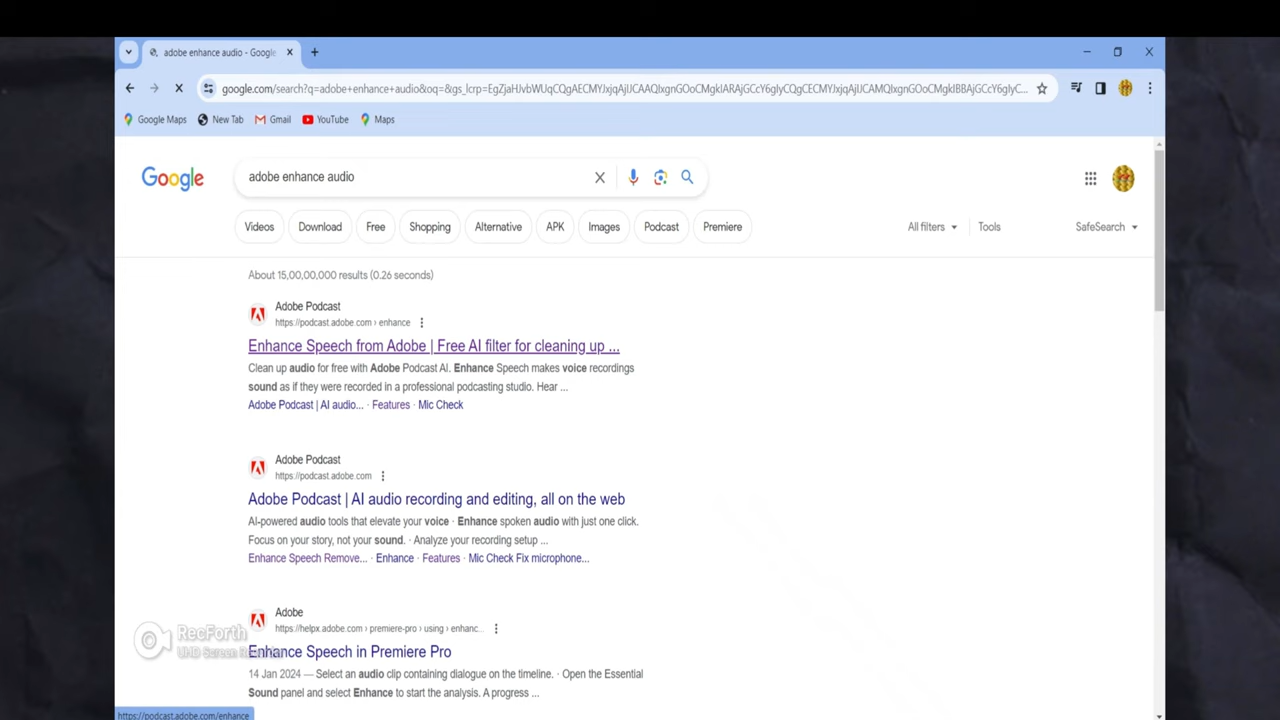 adobe enhance audio - Google
google.com/search?q=adobe+enhance+audio&oq=&gs_lcrp=EgZjaHJvbWUqCQgAECMYJxjqAjIJCAAQIxgnGOoCMgkIARAjGCcY6gIyCQgCECMYJxjqAjIJCAMQIxgnGOoCMgkIBBAjGCcY6gIyC...
Google Maps New Tab Gmail YouTube Maps
Google adobe enhance audio
Videos Download Free Shopping Alternative APK Images Podcast Premiere All filters Tools SafeSearch
About 15,00,00,000 results (0.26 seconds)
Adobe Podcast
https://podcast.adobe.com › enhance
Enhance Speech from Adobe | Free AI filter for cleaning up ...
Clean up audio for free with Adobe Podcast AI. Enhance Speech makes voice recordings
sound as if they were recorded in a professional podcasting studio. Hear ...
Adobe Podcast | AI audio... · Features · Mic Check
Adobe Podcast
https://podcast.adobe.com
Adobe Podcast | AI audio recording and editing, all on the web
AI-powered audio tools that elevate your voice · Enhance spoken audio with just one click.
Focus on your story, not your sound. · Analyze your recording setup ...
Enhance Speech Remove... · Enhance · Features · Mic Check Fix microphone...
Adobe
https://helpx.adobe.com › premiere-pro › using › enhanc...
Enhance Speech in Premiere Pro
14 Jan 2024 — Select an audio clip containing dialogue on the timeline. · Open the Essential
Sound panel and select Enhance to start the analysis. A progress ...
RecForth
UHD Screen Recorder
https://podcast.adobe.com/enhance